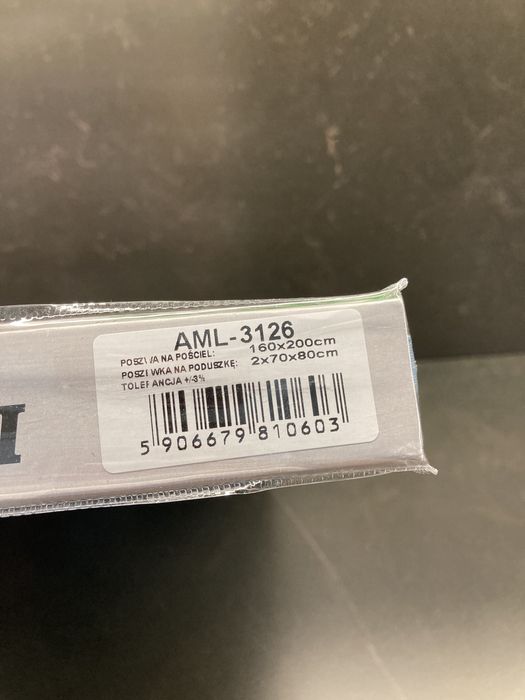 AML-3126
POSZWA NA POŚCIEL: 160x200cm
POSZEWKA NA PODUSZKĘ: 2x70x80cm
TOLERANCJA +/-3%
5 906679 810603